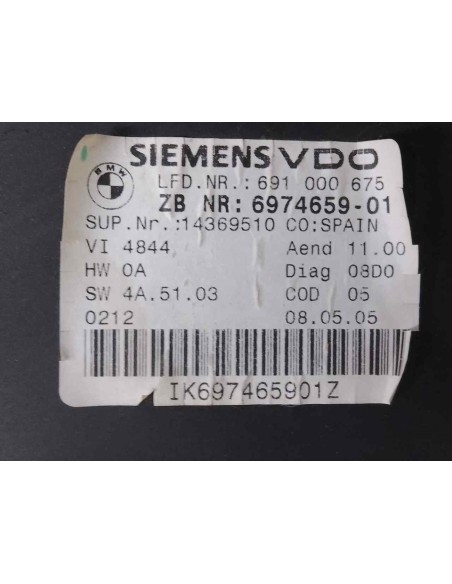 BMW
SIEMENS VDO
LFD.NR.:691 000 675
ZB NR: 6974659-01
SUP.Nr.:14369510 CO:SPAIN
VI 4844 Aend 11.00
HW 0A Diag 08D0
SW 4A.51.03 COD 05
0212 08.05.05
IK697465901Z